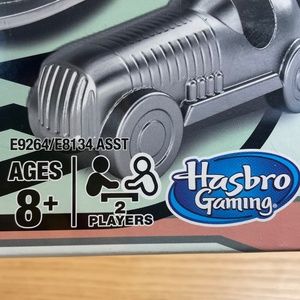 E9264/E8134 ASST
AGES
8+
2
PLAYERS
Hasbro
Gaming